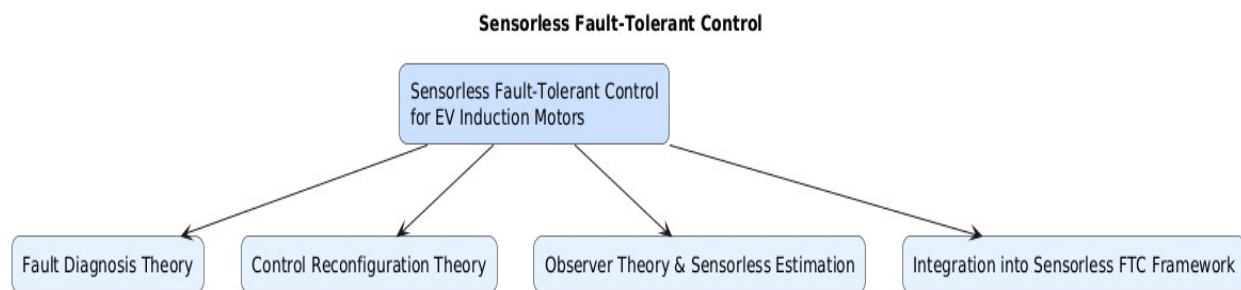 Sensorless Fault-Tolerant Control
Sensorless Fault-Tolerant Control
for EV Induction Motors
Fault Diagnosis Theory
Control Reconfiguration Theory
Observer Theory & Sensorless Estimation
Integration into Sensorless FTC Framework